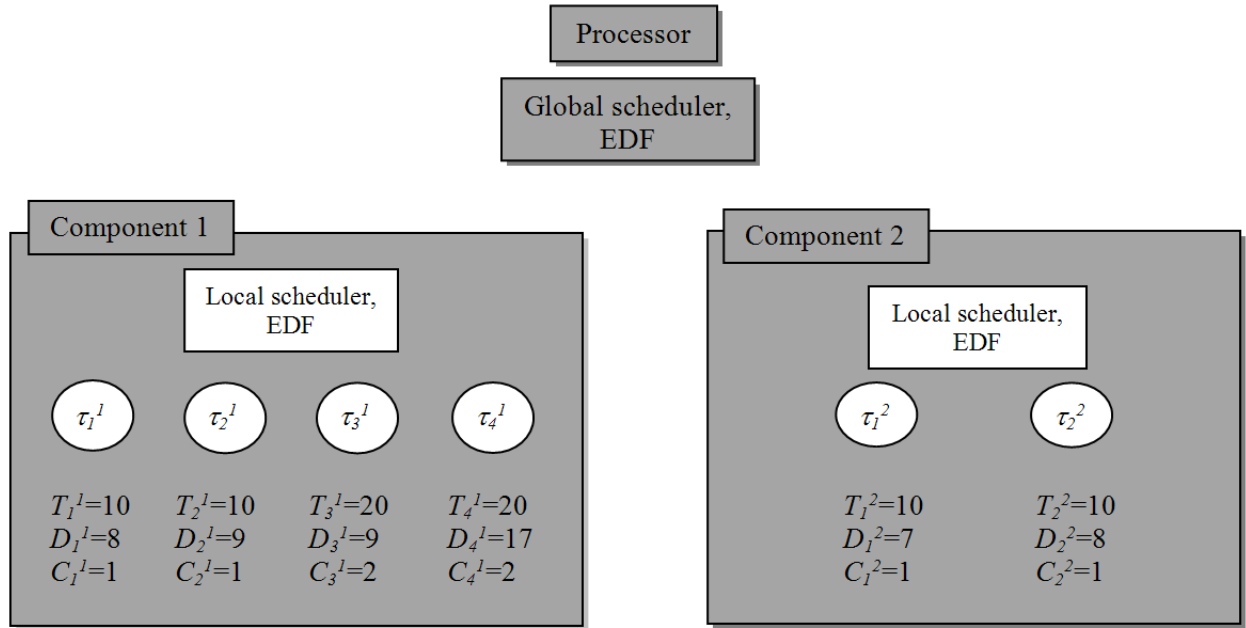 Processor
Global scheduler,
EDF
Component 1
Local scheduler,
EDF
τ₁¹ τ₂¹ τ₃¹ τ₄¹
T₁¹=10 T₂¹=10 T₃¹=20 T₄¹=20
D₁¹=8 D₂¹=9 D₃¹=9 D₄¹=17
C₁¹=1 C₂¹=1 C₃¹=2 C₄¹=2
Component 2
Local scheduler,
EDF
τ₁² τ₂²
T₁²=10 T₂²=10
D₁²=7 D₂²=8
C₁²=1 C₂²=1